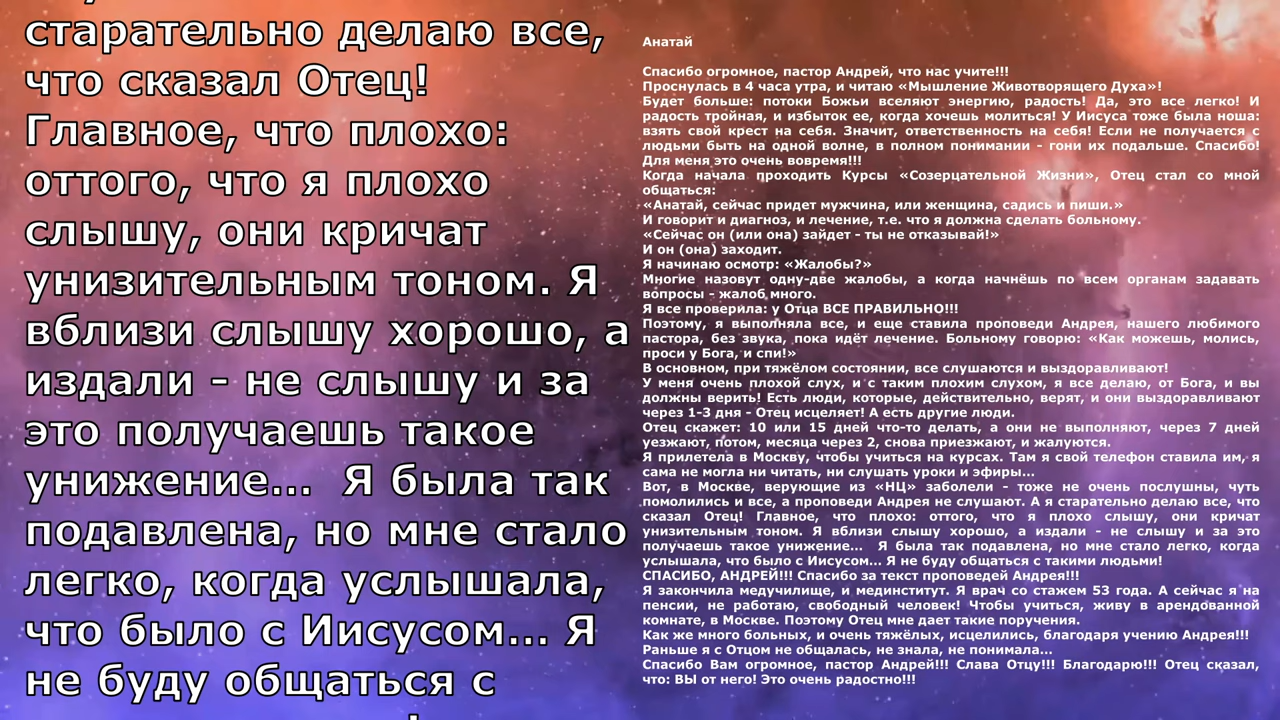 старательно делаю все,
что сказал Отец!
Главное, что плохо:
оттого, что я плохо
слышу, они кричат
унизительным тоном. Я
вблизи слышу хорошо, а
издали - не слышу и за
это получаешь такое
унижение... Я была так
подавлена, но мне стало
легко, когда услышала,
что было с Иисусом... Я
не буду общаться с
Анатай
Спасибо огромное, пастор Андрей, что нас учите!!!
Проснулась в 4 часа утра, и читаю «Мышление Животворящего Духа»!
Будет больше: потоки Божьи вселяют энергию, радость! Да, это все легко! И
радость тройная, и избыток ее, когда хочешь молиться! У Иисуса тоже была ноша:
взять свой крест на себя. Значит, ответственность на себя! Если не получается с
людьми быть на одной волне, в полном понимании - гони их подальше. Спасибо!
Для меня это очень вовремя!!!
Когда начала проходить Курсы «Созерцательной Жизни», Отец стал со мной
общаться:
«Анатай, сейчас придет мужчина, или женщина, садись и пиши.»
И говорит и диагноз, и лечение, т.е. что я должна сделать больному.
«Сейчас он (или она) зайдет - ты не отказывай!»
И он (она) заходит.
Я начинаю осмотр: «Жалобы?»
Многие назовут одну-две жалобы, а когда начнёшь по всем органам задавать
вопросы - жалоб много.
Я все проверила: у Отца ВСЕ ПРАВИЛЬНО!!!
Поэтому, я выполняла все, и еще ставила проповеди Андрея, нашего любимого
пастора, без звука, пока идёт лечение. Больному говорю: «Как можешь, молись,
проси у Бога, и спи!»
В основном, при тяжёлом состоянии, все слушаются и выздоравливают!
У меня очень плохой слух, и с таким плохим слухом, я все делаю, от Бога, и вы
должны верить! Есть люди, которые, действительно, верят, и они выздоравливают
через 1-3 дня - Отец исцеляет! А есть другие люди.
Отец скажет: 10 или 15 дней что-то делать, а они не выполняют, через 7 дней
уезжают, потом, месяца через 2, снова приезжают, и жалуются.
Я прилетела в Москву, чтобы учиться на курсах. Там я свой телефон ставила им, я
сама не могла ни читать, ни слушать уроки и эфиры...
Вот, в Москве, верующие из «НЦ» заболели - тоже не очень послушны, чуть
помолились и все, а проповеди Андрея не слушают. А я старательно делаю все, что
сказал Отец! Главное, что плохо: оттого, что я плохо слышу, они кричат
унизительным тоном. Я вблизи слышу хорошо, а издали - не слышу и за это
получаешь такое унижение... Я была так подавлена, но мне стало легко, когда
услышала, что было с Иисусом... Я не буду общаться с такими людьми!
СПАСИБО, АНДРЕЙ!!! Спасибо за текст проповедей Андрея!!!
Я закончила медучилище, и мединститут. Я врач со стажем 53 года. А сейчас я на
пенсии, не работаю, свободный человек! Чтобы учиться, живу в арендованной
комнате, в Москве. Поэтому Отец мне дает такие поручения.
Как же много больных, и очень тяжёлых, исцелились, благодаря учению Андрея!!!
Раньше я с Отцом не общалась, не знала, не понимала...
Спасибо Вам огромное, пастор Андрей!!! Слава Отцу!!! Благодарю!!! Отец сказал,
что: ВЫ от него! Это очень радостно!!!